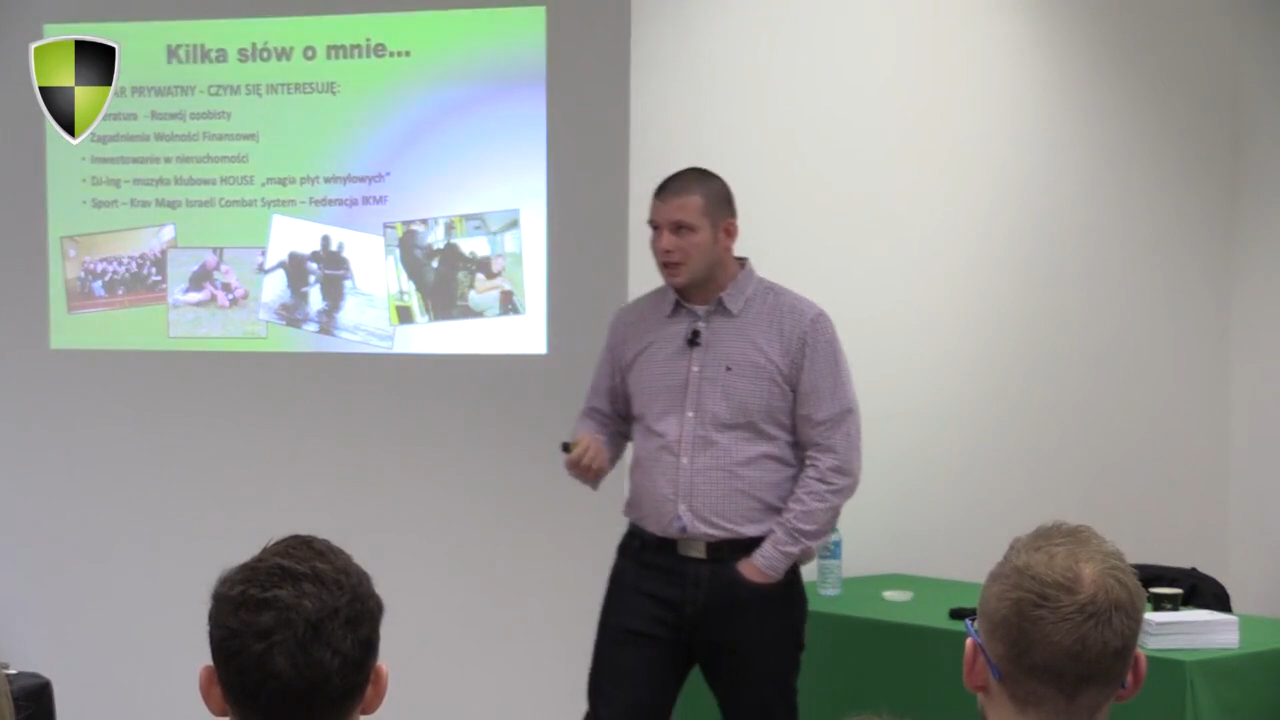 Kilka słów o mnie...
PRYWATNY - CZYM SIĘ INTERESUJĘ:
- Rozwój osobisty
Zagadnienia Wolności Finansowej
• Inwestowanie w nieruchomości
• DJ-ing – muzyka klubowa HOUSE „magia płyt winylowych”
• Sport – Krav Maga Israeli Combat System – Federacja IKMF